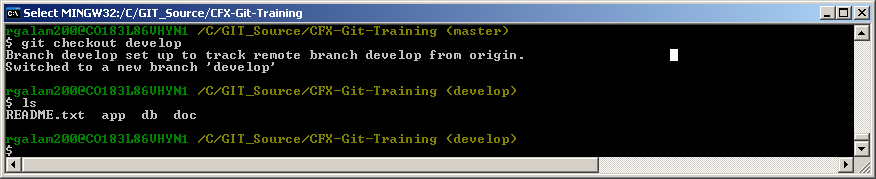 Select MINGW32:/C/GIT_Source/CFX-Git-Training
rgalam200@CO183L86VHYN1 /C/GIT_Source/CFX-Git-Training (master)
$ git checkout develop
Branch develop set up to track remote branch develop from origin.
Switched to a new branch 'develop'
rgalam200@CO183L86VHYN1 /C/GIT_Source/CFX-Git-Training (develop)
$ ls
README.txt  app  db  doc
rgalam200@CO183L86VHYN1 /C/GIT_Source/CFX-Git-Training (develop)
$